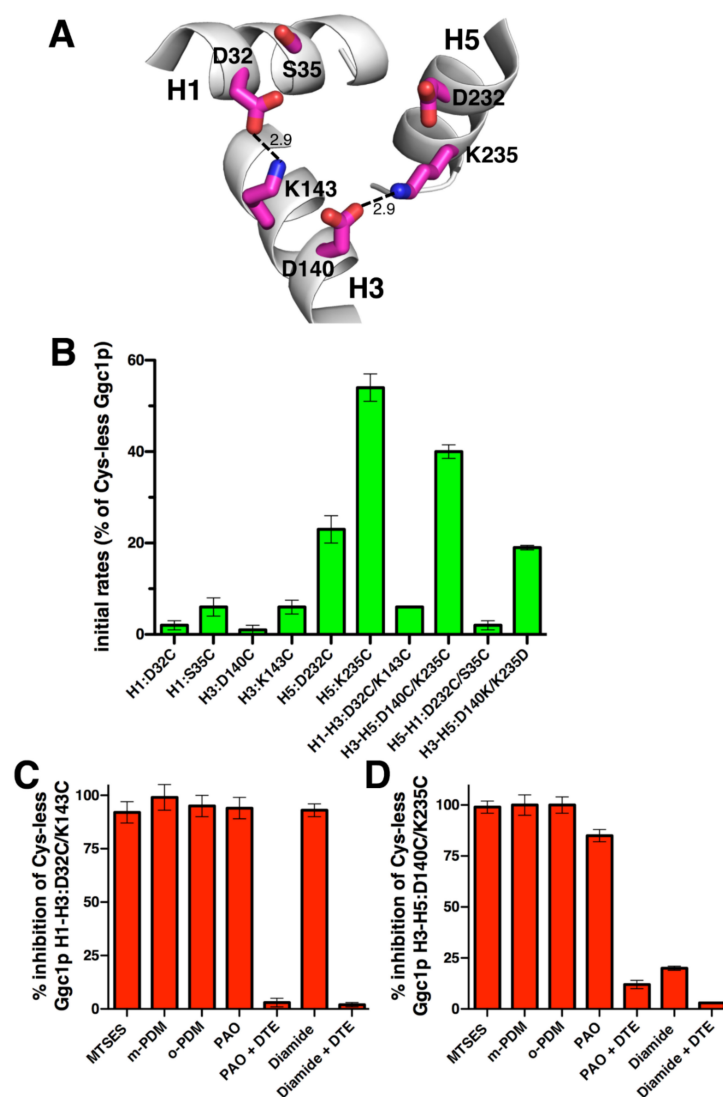 A
D32
S35
H5
H1
D232
2.9
K235
K143
2.9
D140
H3
B
initial rates (% of Cys-less Ggc1p)
60
40
20
0
H1:D32C
H1:S35C
H3:D140C
H3:K143C
H5:D232C
H5:K235C
H1-H3:D32C/K143C
H3-H5:D140C/K235C
H5-H1:D232C/S35C
H3-H5:D140K/K235D
C
% inhibition of Cys-less
Ggc1p H1-H3:D32C/K143C
100
75
50
25
0
MTSES
m-PDM
o-PDM
PAO
PAO + DTE
Diamide
Diamide + DTE
D
% inhibition of Cys-less
Ggc1p H3-H5:D140C/K235C
100
75
50
25
0
MTSES
m-PDM
o-PDM
PAO
PAO + DTE
Diamide
Diamide + DTE